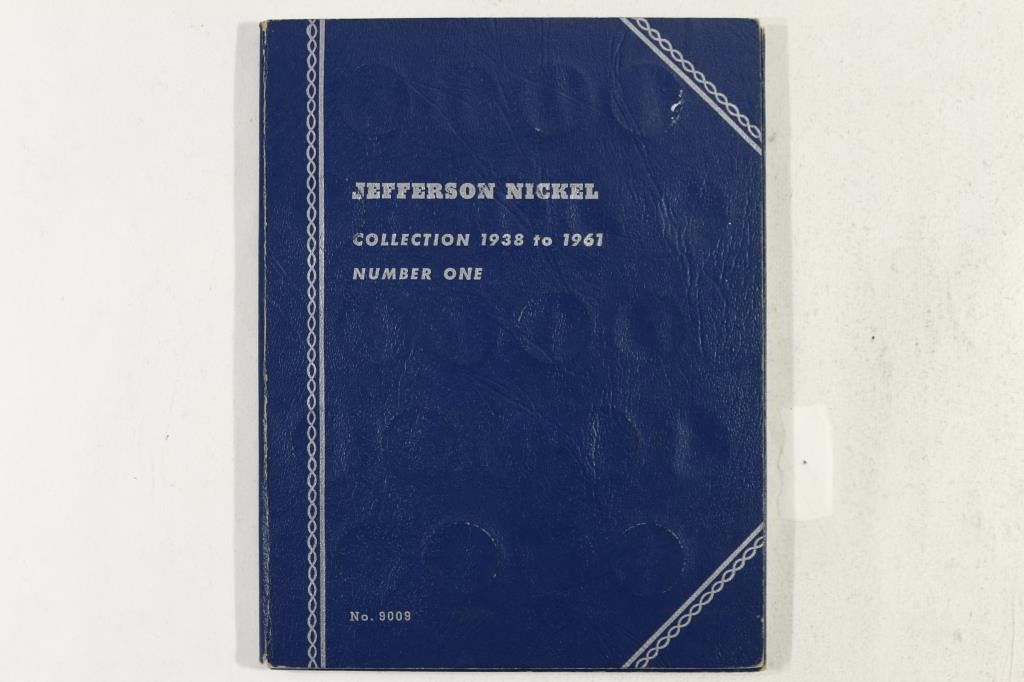 JEFFERSON NICKEL
COLLECTION 1938 to 1961
NUMBER ONE
No. 9009